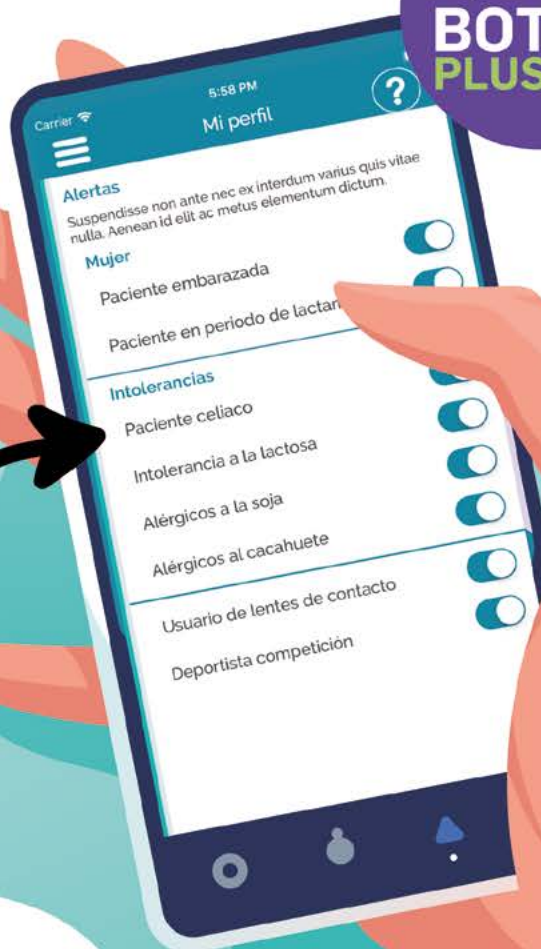 BOT
PLUS
Carrier
5:58 PM
Mi perfil
?
Alertas
Suspendisse non ante nec ex interdum varius quis vitae
nulla. Aenean id elit ac metus elementum dictum.
Mujer
Paciente embarazada
Paciente en periodo de lactan
Intolerancias
Paciente celiaco
Intolerancia a la lactosa
Alérgicos a la soja
Alérgicos al cacahuete
Usuario de lentes de contacto
Deportista competición